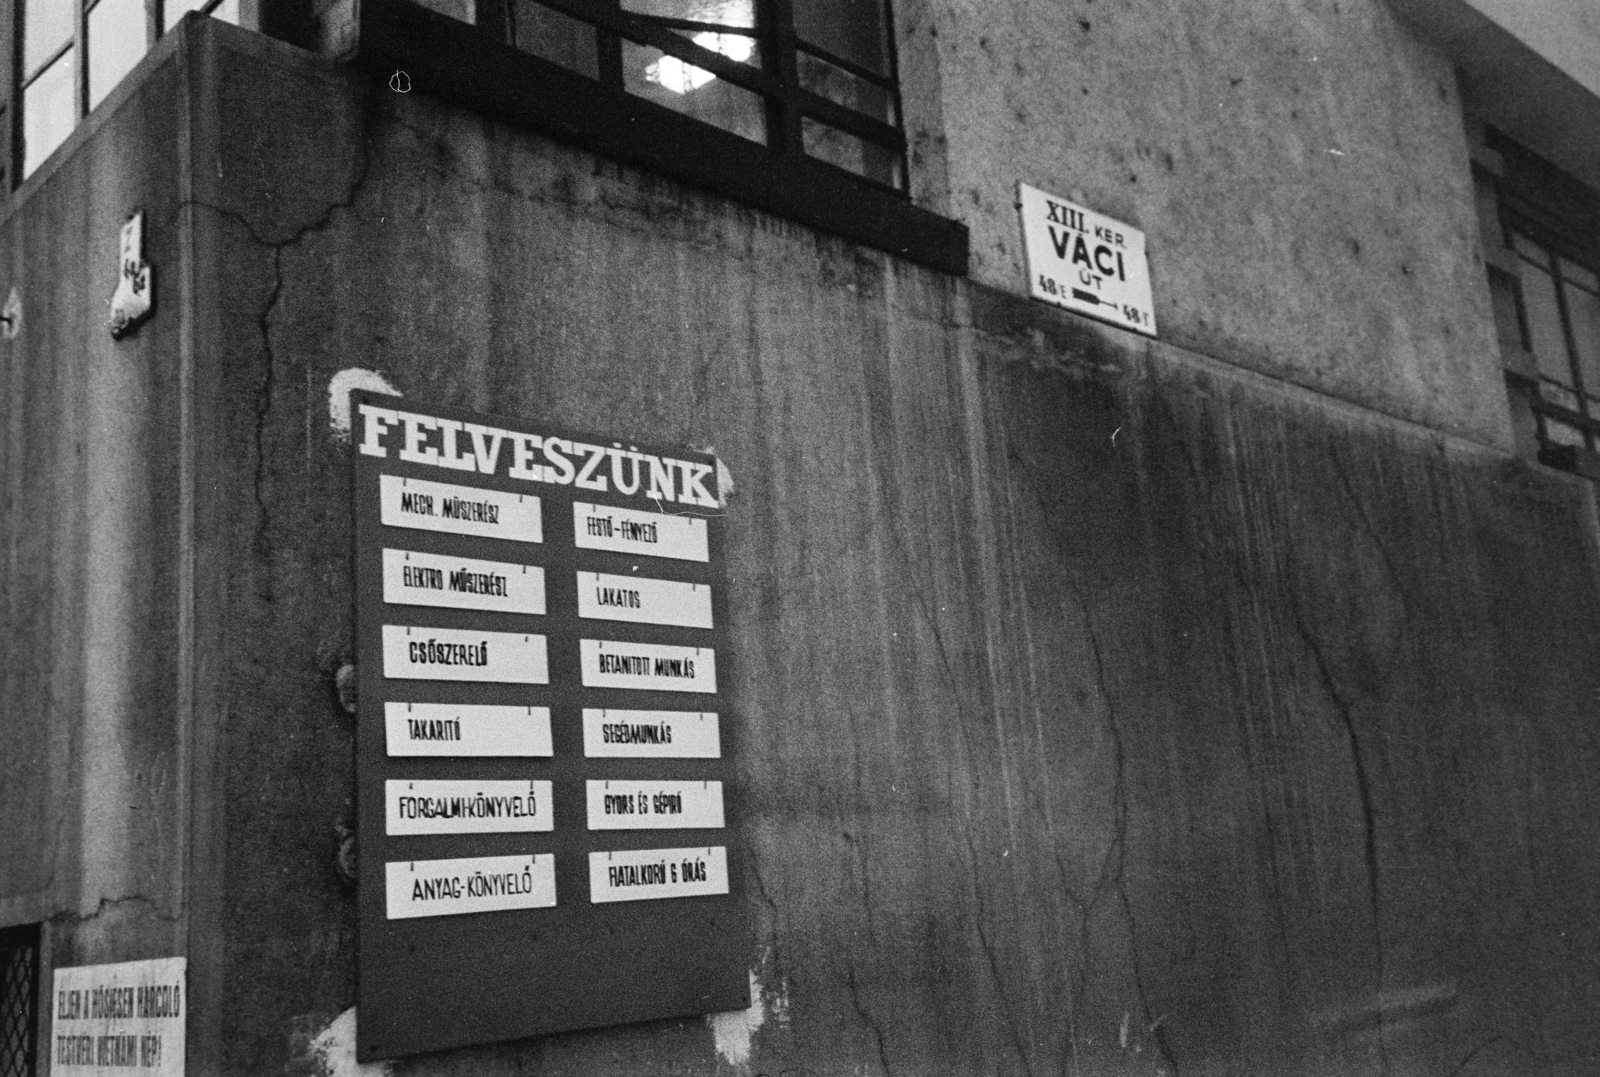 XIII. KER.
VÁCI
ÚT
48/E 48/I
FELVESZÜNK
MECH. MŰSZERÉSZ
ELEKTRO MŰSZERÉSZ
CSŐSZERELŐ
TAKARITÓ
FORGALMI-KÖNYVELŐ
ANYAG-KÖNYVELŐ
FESTŐ-FÉNYEZŐ
LAKATOS
BETANITOTT MUNKÁS
SEGÉDMUNKÁS
GYORS ÉS GÉPIRÓ
FIATALKORÚ 6 ÓRÁS
ÉLJEN A HŐSIESEN HARCOLÓ
TESTVÉRI VIETNÁMI NÉP!